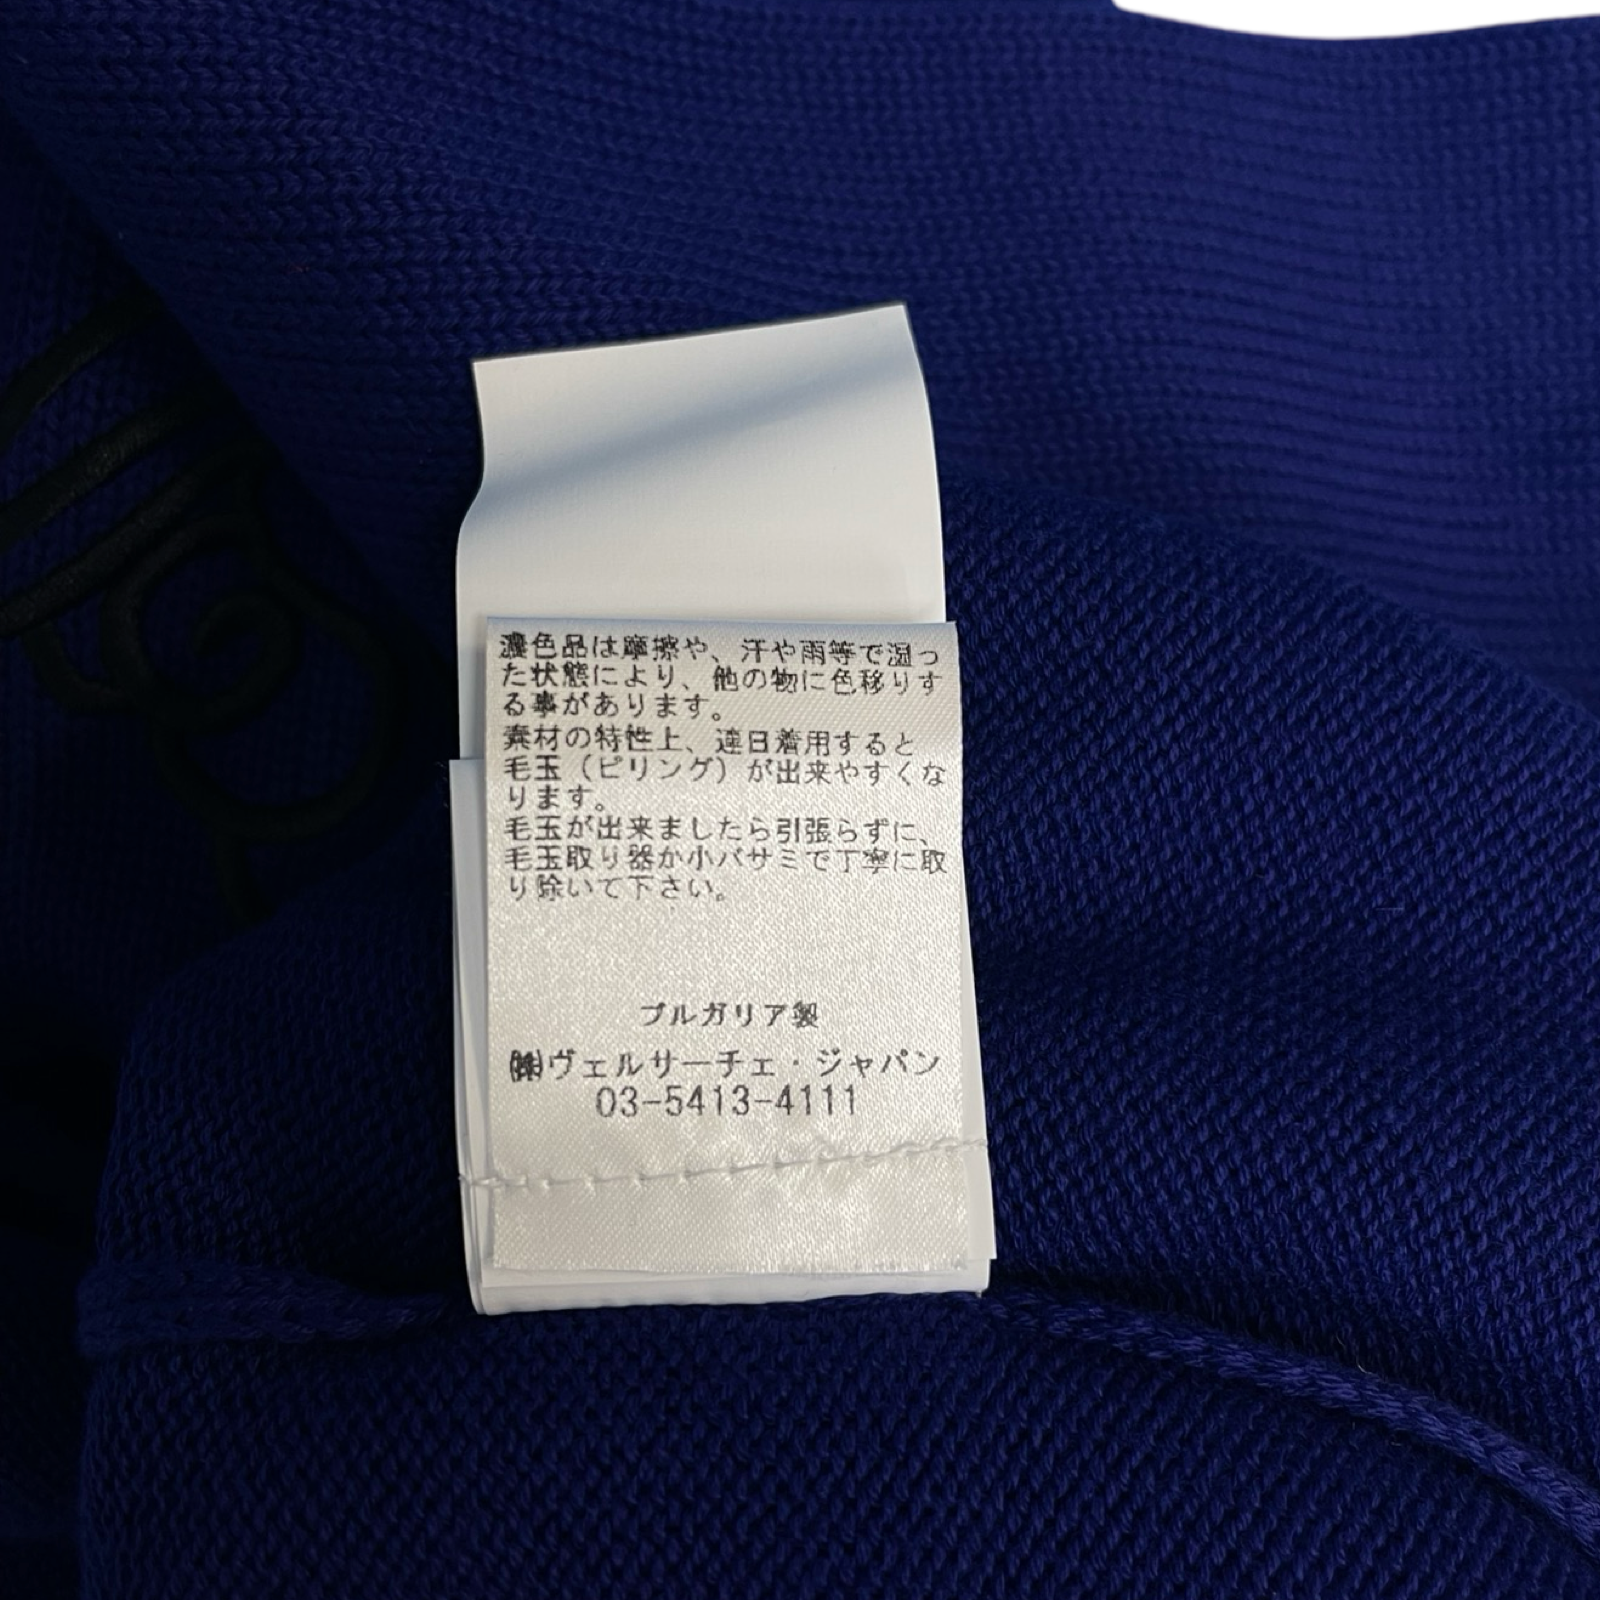 濃色品は摩擦や、汗や雨等で湿っ
た状態により、他の物に色移りす
る事があります。
素材の特性上、連日着用すると
毛玉（ピリング）が出来やすくな
ります。
毛玉が出来ましたら引張らずに、
毛玉取り器か小バサミで丁寧に取
り除いて下さい。
ブルガリア製
㈱ヴェルサーチェ・ジャパン
03-5413-4111